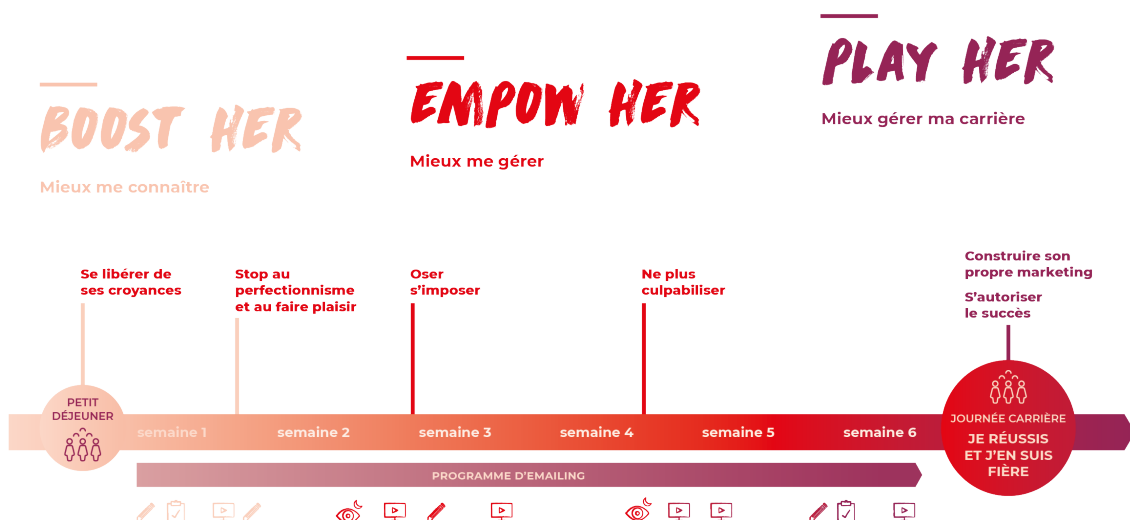 BOOST HER
Mieux me connaître
EMPOW HER
Mieux me gérer
PLAY HER
Mieux gérer ma carrière
Se libérer de
ses croyances
Stop au
perfectionnisme
et au faire plaisir
Oser
s'imposer
Ne plus
culpabiliser
Construire son
propre marketing
S'autoriser
le succès
PETIT
DÉJEUNER
semaine 1
semaine 2
semaine 3
semaine 4
semaine 5
semaine 6
JOURNÉE CARRIÈRE
JE RÉUSSIS
ET J'EN SUIS
FIÈRE
PROGRAMME D'EMAILING